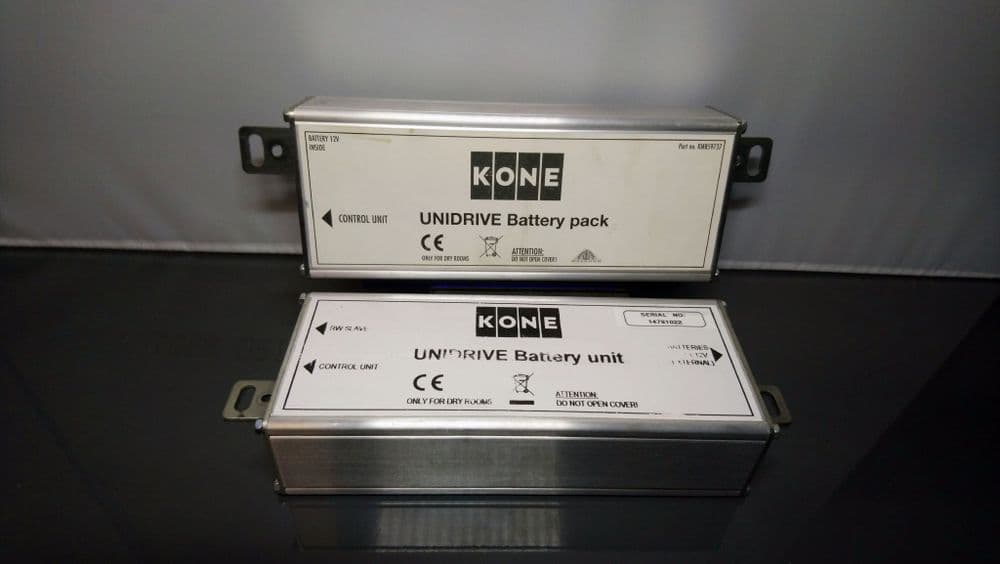 BATTERY 12V
INSIDE
Part no. KM859737
KONE
CONTROL UNIT
UNIDRIVE Battery pack
CE
ONLY FOR DRY ROOMS
ATTENTION:
DO NOT OPEN COVER!
KONE
SERIAL NO:
14791022
RW SLAVE
CONTROL UNIT
UNIDRIVE Battery unit
12V
CE
ONLY FOR DRY ROOMS
ATTENTION:
DO NOT OPEN COVER!